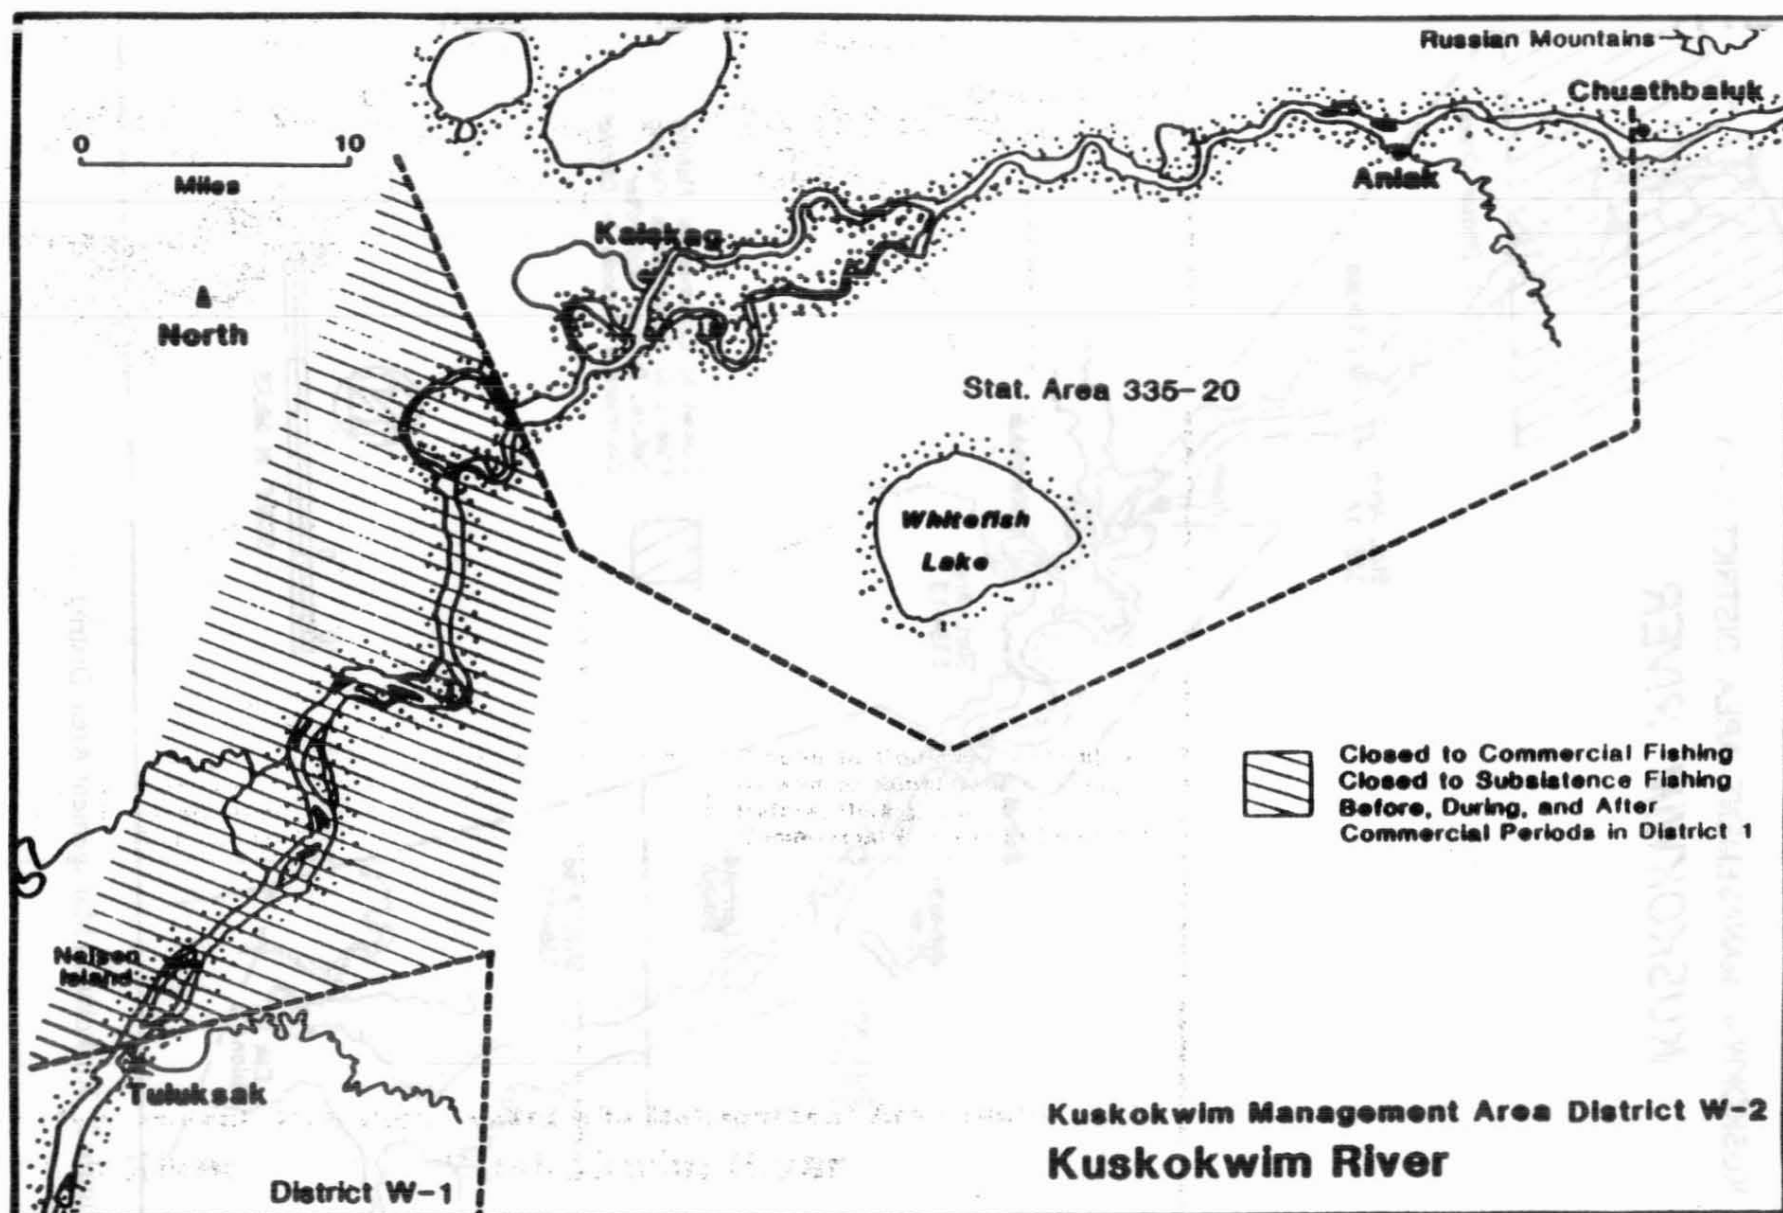 Russian Mountains
Chuathbaluk
0 10
Miles
Aniak
Kalskag
North
Stat. Area 335-20
Whitefish
Lake
Closed to Commercial Fishing
Closed to Subsistence Fishing
Before, During, and After
Commercial Periods in District 1
Nelson
Island
Tuluksak
District W-1
Kuskokwim Management Area District W-2
Kuskokwim River